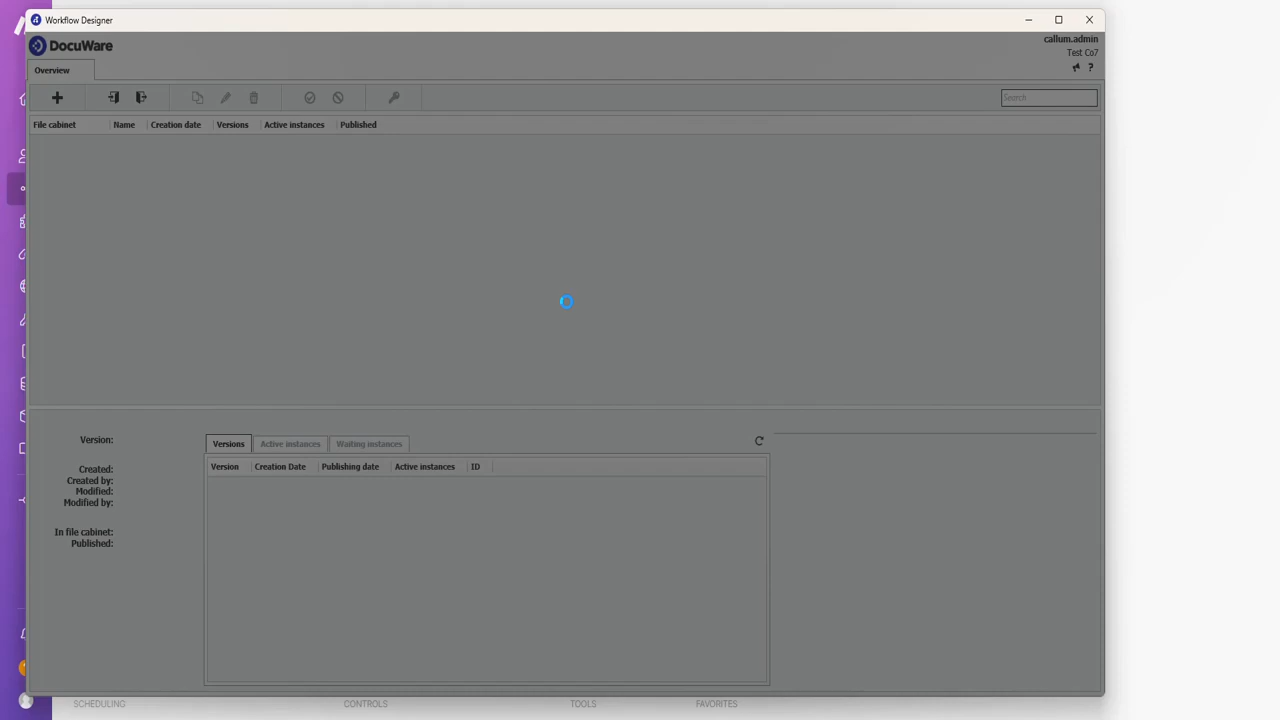 Workflow Designer
DocuWare
callum.admin
Test Co7
?
Overview
Search
File cabinet Name Creation date Versions Active instances Published
Version:
Created:
Created by:
Modified:
Modified by:
In file cabinet:
Published:
Versions Active instances Waiting instances
Version Creation Date Publishing date Active instances ID
SCHEDULING CONTROLS TOOLS FAVORITES